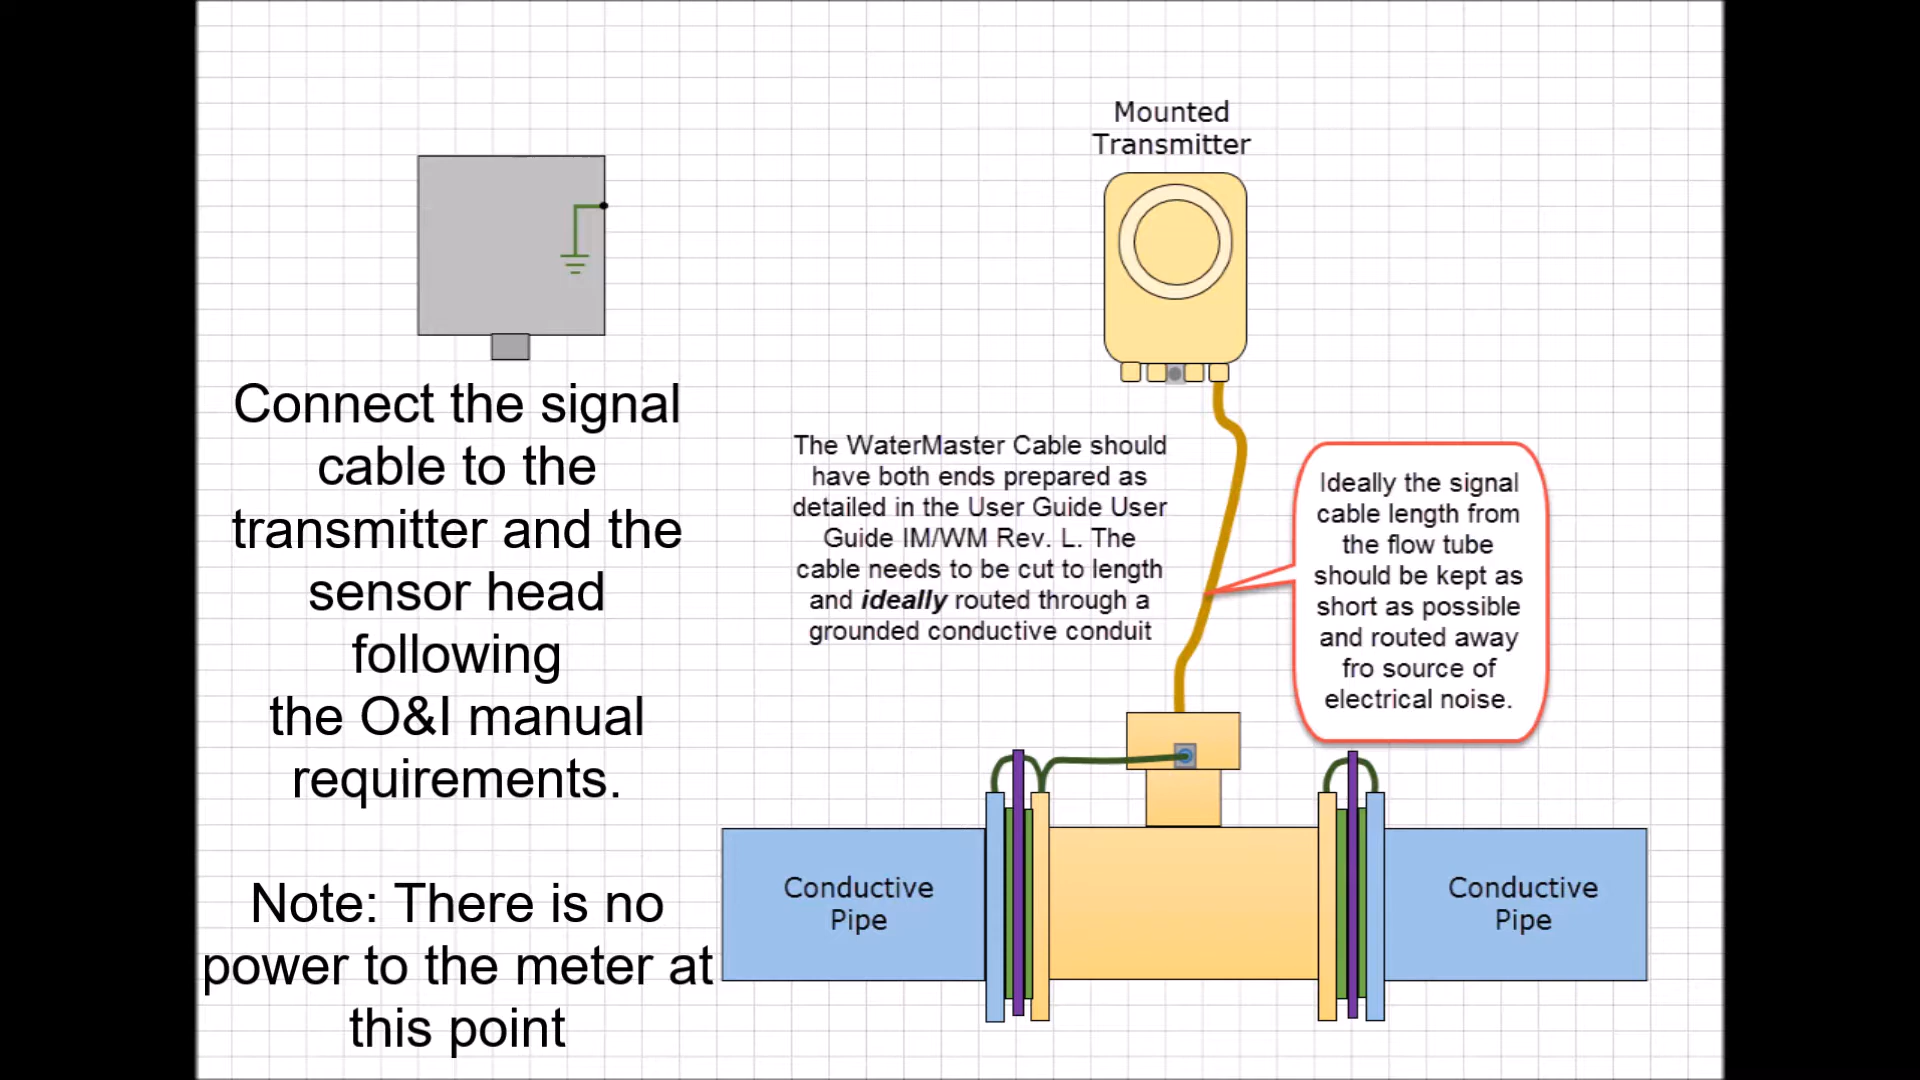 Mounted
Transmitter
Connect the signal
cable to the
transmitter and the
sensor head
following
the O&I manual
requirements.
Note: There is no
power to the meter at
this point
The WaterMaster Cable should
have both ends prepared as
detailed in the User Guide User
Guide IM/WM Rev. L. The
cable needs to be cut to length
and ideally routed through a
grounded conductive conduit
Ideally the signal
cable length from
the flow tube
should be kept as
short as possible
and routed away
fro source of
electrical noise.
Conductive
Pipe
Conductive
Pipe